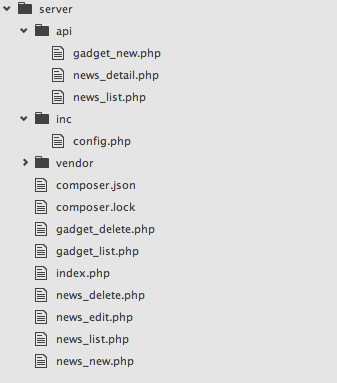 server
api
gadget_new.php
news_detail.php
news_list.php
inc
config.php
vendor
composer.json
composer.lock
gadget_delete.php
gadget_list.php
index.php
news_delete.php
news_edit.php
news_list.php
news_new.php